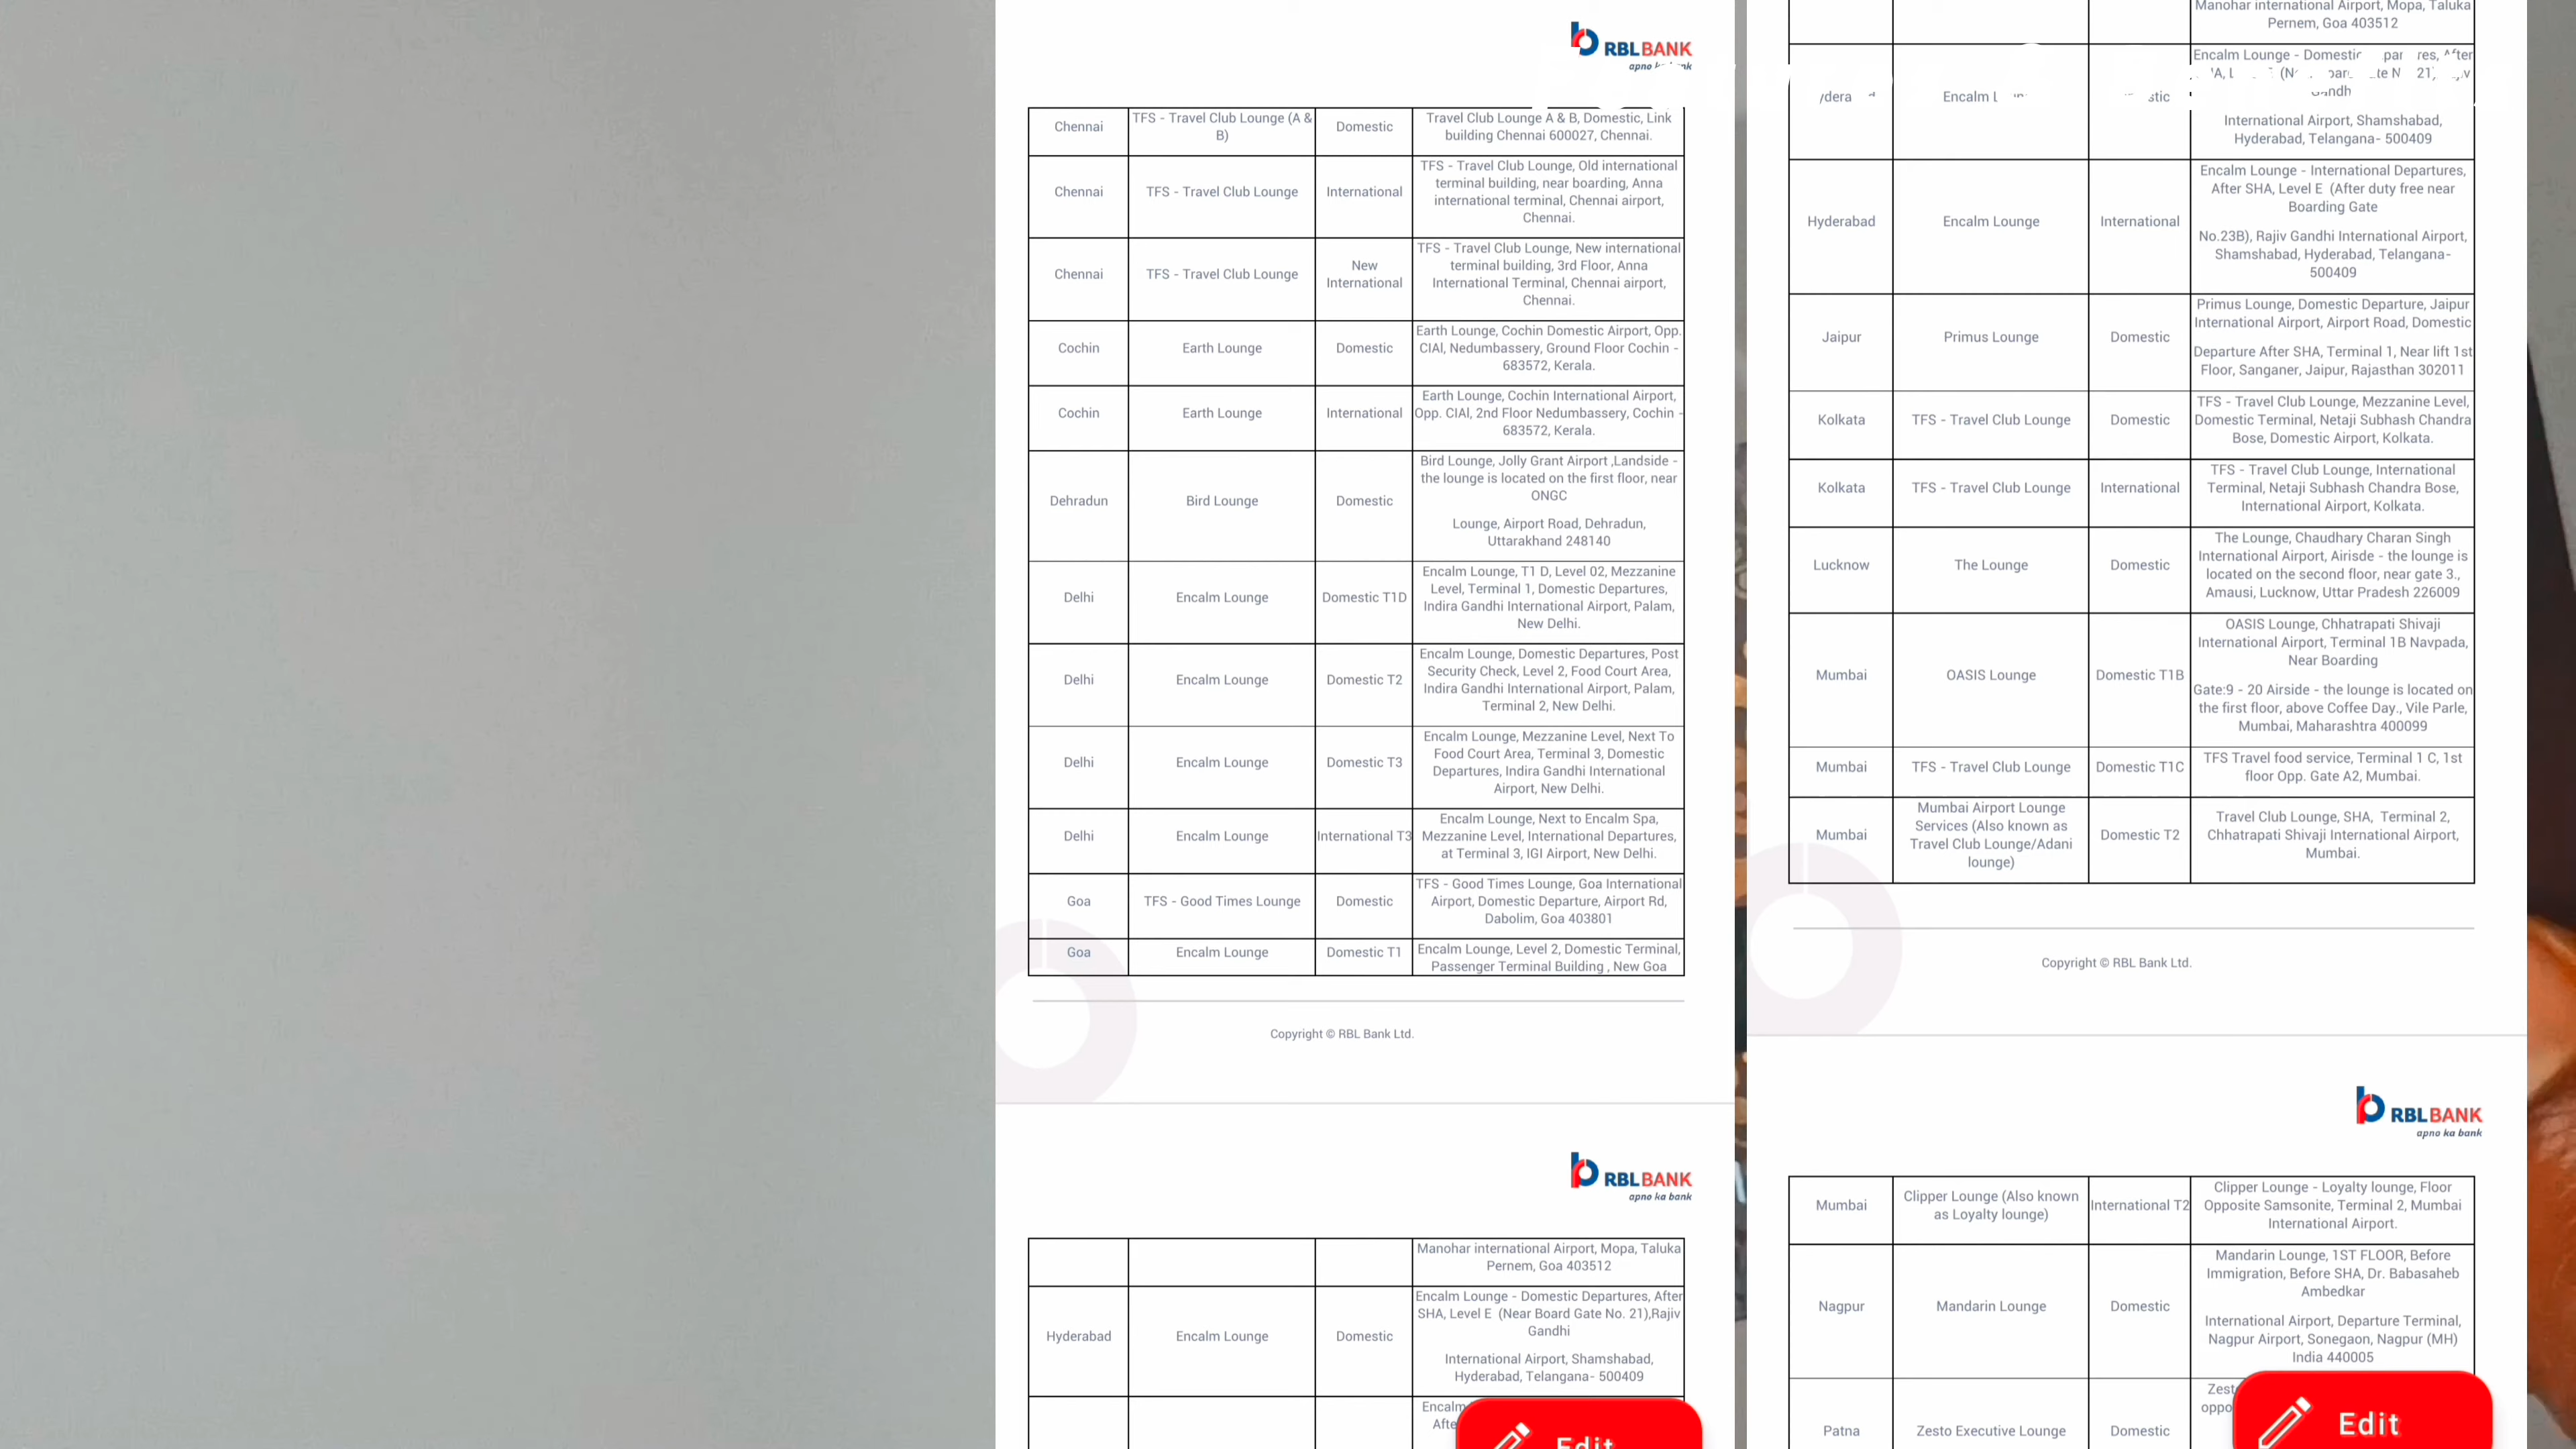 RBLBANK
Chennai
TFS - Travel Club Lounge (A &
B)
Domestic
Travel Club Lounge A & B, Domestic, Link
building Chennai 600027, Chennai.
Chennai
TFS - Travel Club Lounge
International
TFS - Travel Club Lounge, Old international
terminal building, near boarding, Anna
international terminal, Chennai airport,
Chennai.
Chennai
TFS - Travel Club Lounge
New
International
TFS - Travel Club Lounge, New international
terminal building, 3rd Floor, Anna
International Terminal, Chennai airport,
Chennai.
Cochin
Earth Lounge
Domestic
Earth Lounge, Cochin Domestic Airport, Opp.
CIAl, Nedumbassery, Ground Floor Cochin -
683572, Kerala.
Cochin
Earth Lounge
International
Earth Lounge, Cochin International Airport,
Opp. CIAl, 2nd Floor Nedumbassery, Cochin -
683572, Kerala.
Dehradun
Bird Lounge
Domestic
Bird Lounge, Jolly Grant Airport ,Landside -
the lounge is located on the first floor, near
ONGC
Lounge, Airport Road, Dehradun,
Uttarakhand 248140
Delhi
Encalm Lounge
Domestic T1D
Encalm Lounge, T1 D, Level 02, Mezzanine
Level, Terminal 1, Domestic Departures,
Indira Gandhi International Airport, Palam,
New Delhi.
Delhi
Encalm Lounge
Domestic T2
Encalm Lounge, Domestic Departures, Post
Security Check, Level 2, Food Court Area,
Indira Gandhi International Airport, Palam,
Terminal 2, New Delhi.
Delhi
Encalm Lounge
Domestic T3
Encalm Lounge, Mezzanine Level, Next To
Food Court Area, Terminal 3, Domestic
Departures, Indira Gandhi International
Airport, New Delhi.
Delhi
Encalm Lounge
International T3
Encalm Lounge, Next to Encalm Spa,
Mezzanine Level, International Departures,
at Terminal 3, IGI Airport, New Delhi.
Goa
TFS - Good Times Lounge
Domestic
TFS - Good Times Lounge, Goa International
Airport, Domestic Departure, Airport Rd,
Dabolim, Goa 403801
Goa
Encalm Lounge
Domestic T1
Encalm Lounge, Level 2, Domestic Terminal,
Passenger Terminal Building , New Goa
Copyright © RBL Bank Ltd.
RBLBANK
apno ka bank
Manohar international Airport, Mopa, Taluka
Pernem, Goa 403512
Hyderabad
Encalm Lounge
Domestic
Encalm Lounge - Domestic Departures, After
SHA, Level E (Near Board Gate No. 21),Rajiv
Gandhi
International Airport, Shamshabad,
Hyderabad, Telangana- 500409
Edit
Manohar international Airport, Mopa, Taluka
Pernem, Goa 403512
Encalm
Encalm Lounge -
International Airport, Shamshabad,
Hyderabad, Telangana- 500409
Hyderabad
Encalm Lounge
International
Encalm Lounge - International Departures,
After SHA, Level E (After duty free near
Boarding Gate
No.23B), Rajiv Gandhi International Airport,
Shamshabad, Hyderabad, Telangana-
500409
Jaipur
Primus Lounge
Domestic
Primus Lounge, Domestic Departure, Jaipur
International Airport, Airport Road, Domestic
Departure After SHA, Terminal 1, Near lift 1st
Floor, Sanganer, Jaipur, Rajasthan 302011
Kolkata
TFS - Travel Club Lounge
Domestic
TFS - Travel Club Lounge, Mezzanine Level,
Domestic Terminal, Netaji Subhash Chandra
Bose, Domestic Airport, Kolkata.
Kolkata
TFS - Travel Club Lounge
International
TFS - Travel Club Lounge, International
Terminal, Netaji Subhash Chandra Bose,
International Airport, Kolkata.
Lucknow
The Lounge
Domestic
The Lounge, Chaudhary Charan Singh
International Airport, Airisde - the lounge is
located on the second floor, near gate 3.,
Amausi, Lucknow, Uttar Pradesh 226009
Mumbai
OASIS Lounge
Domestic T1B
OASIS Lounge, Chhatrapati Shivaji
International Airport, Terminal 1B Navpada,
Near Boarding
Gate:9 - 20 Airside - the lounge is located on
the first floor, above Coffee Day., Vile Parle,
Mumbai, Maharashtra 400099
Mumbai
TFS - Travel Club Lounge
Domestic T1C
TFS Travel food service, Terminal 1 C, 1st
floor Opp. Gate A2, Mumbai.
Mumbai
Mumbai Airport Lounge
Services (Also known as
Travel Club Lounge/Adani
lounge)
Domestic T2
Travel Club Lounge, SHA, Terminal 2,
Chhatrapati Shivaji International Airport,
Mumbai.
Copyright © RBL Bank Ltd.
RBLBANK
apno ka bank
Mumbai
Clipper Lounge (Also known
as Loyalty lounge)
International T2
Clipper Lounge - Loyalty lounge, Floor
Opposite Samsonite, Terminal 2, Mumbai
International Airport.
Nagpur
Mandarin Lounge
Domestic
Mandarin Lounge, 1ST FLOOR, Before
Immigration, Before SHA, Dr. Babasaheb
Ambedkar
International Airport, Departure Terminal,
Nagpur Airport, Sonegaon, Nagpur (MH)
India 440005
Patna
Zesto Executive Lounge
Domestic
Edit